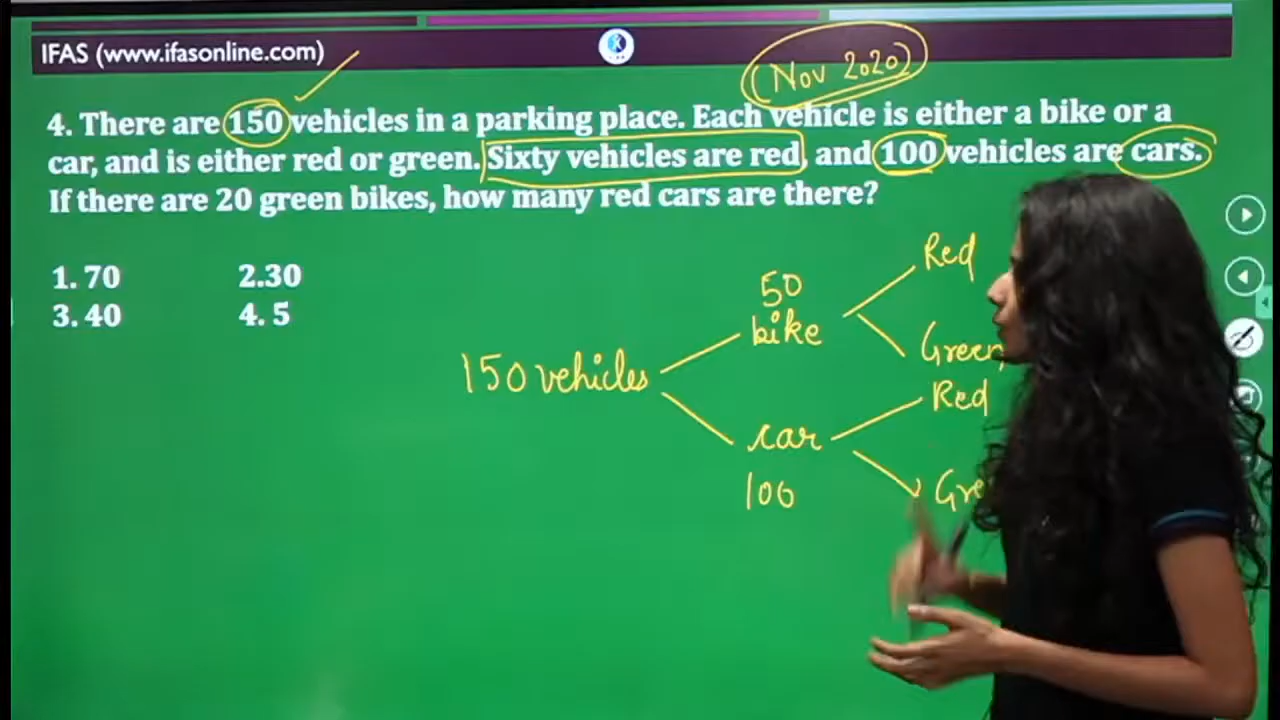 IFAS (www.ifasonline.com)
(Nov 2020)
4. There are 150 vehicles in a parking place. Each vehicle is either a bike or a
car, and is either red or green. Sixty vehicles are red, and 100 vehicles are cars.
If there are 20 green bikes, how many red cars are there?
1. 70 2. 30
3. 40 4. 5
Red
50
bike
Green
150 vehicles
Red
car
100